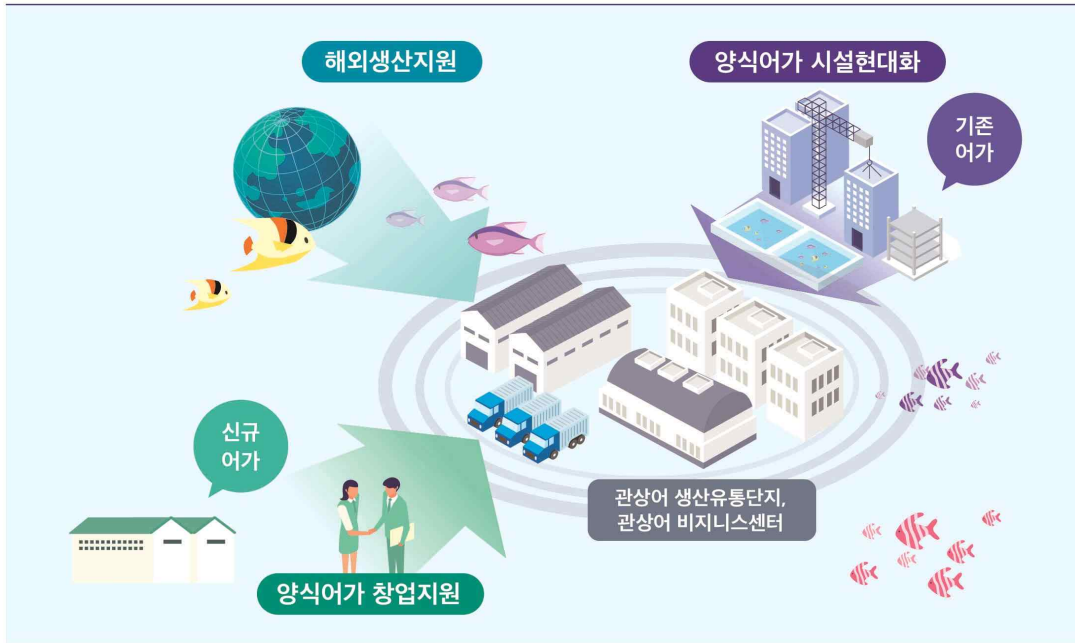 해외생산지원
양식어가 시설현대화
기존
어가
신규
어가
관상어 생산유통단지,
관상어 비지니스센터
양식어가 창업지원